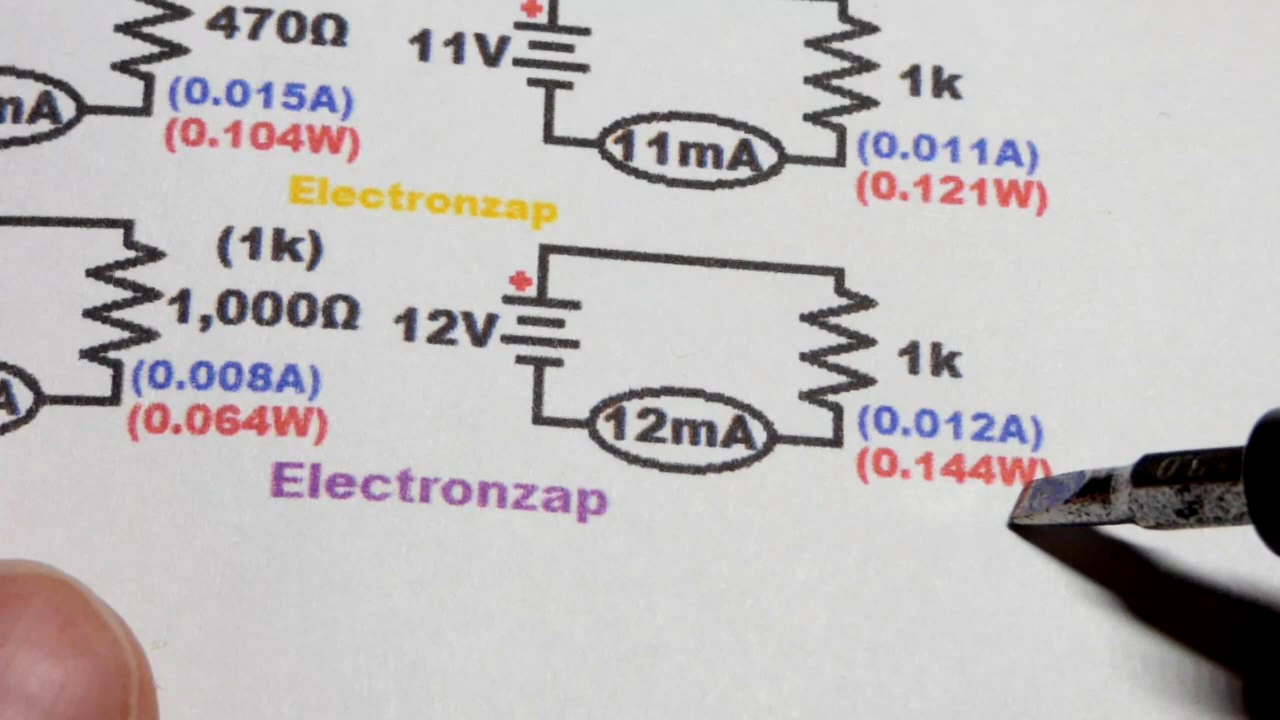 470Ω
(0.015A)
(0.104W)
mA
11V
+
1k
11mA
(0.011A)
(0.121W)
Electronzap
(1k)
1,000Ω
(0.008A)
(0.064W)
A
12V
+
1k
12mA
(0.012A)
(0.144W)
Electronzap